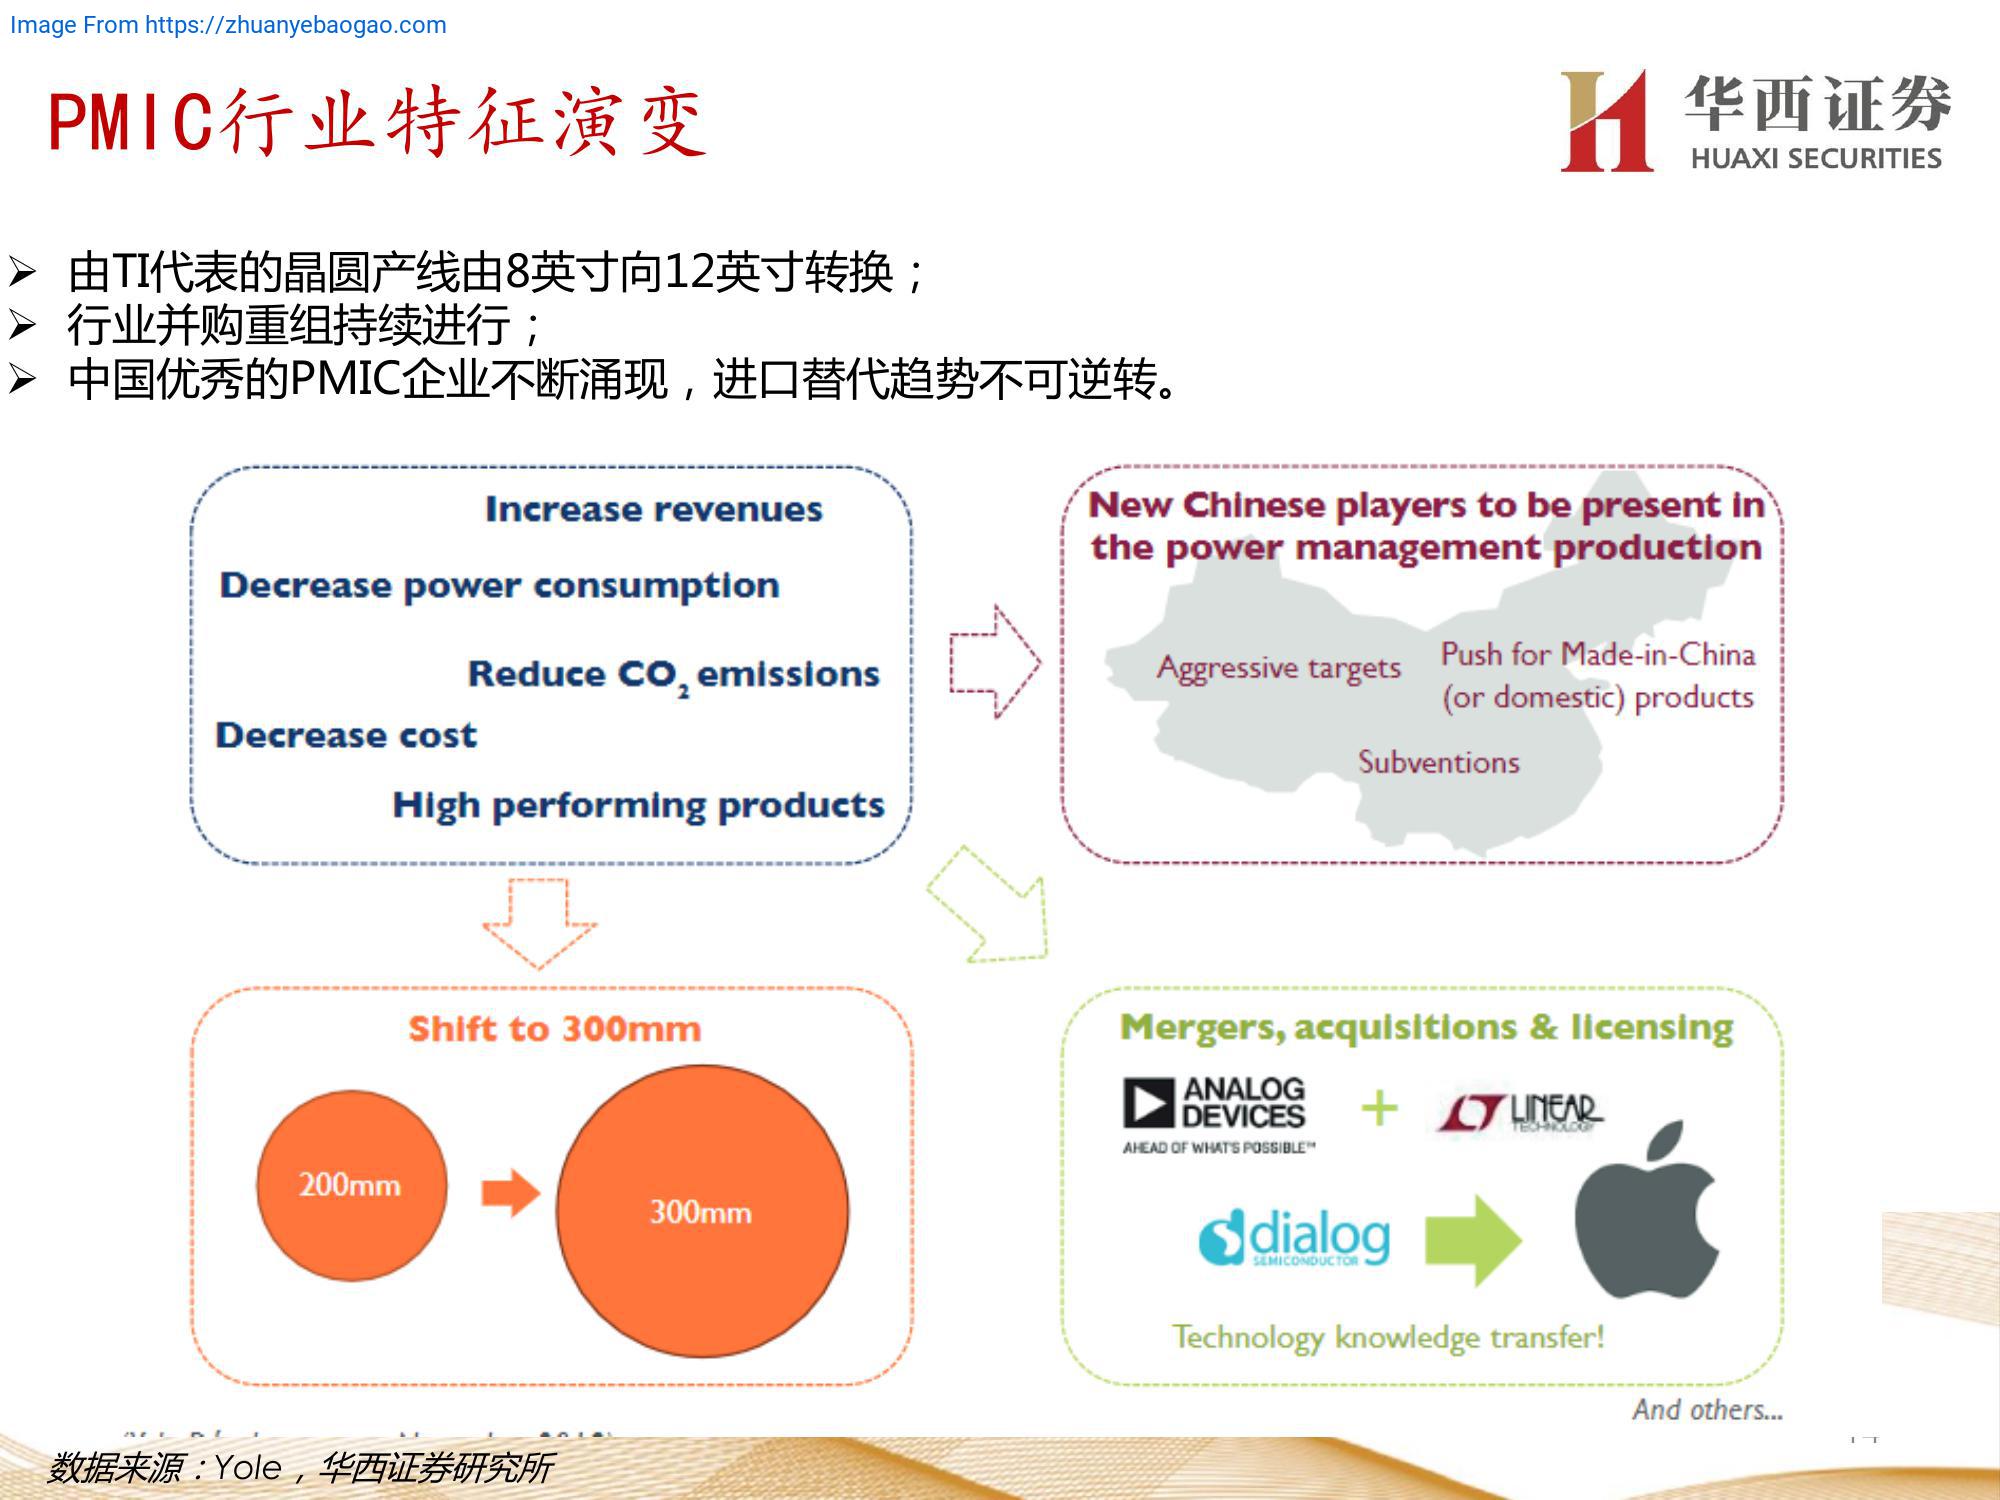 Image From https://zhuanyebaogao.com
PMIC行业特征演变
华西证券
HUAXI SECURITIES
➢ 由TI代表的晶圆产线由8英寸向12英寸转换；
➢ 行业并购重组持续进行；
➢ 中国优秀的PMIC企业不断涌现，进口替代趋势不可逆转。
Increase revenues
Decrease power consumption
Reduce CO₂ emissions
Decrease cost
High performing products
New Chinese players to be present in
the power management production
Aggressive targets
Push for Made-in-China
(or domestic) products
Subventions
Shift to 300mm
200mm
300mm
Mergers, acquisitions & licensing
ANALOG
DEVICES
AHEAD OF WHAT'S POSSIBLE™
+
LINEAR
TECHNOLOGY
dialog
SEMICONDUCTOR
Technology knowledge transfer!
And others...
数据来源：Yole，华西证券研究所